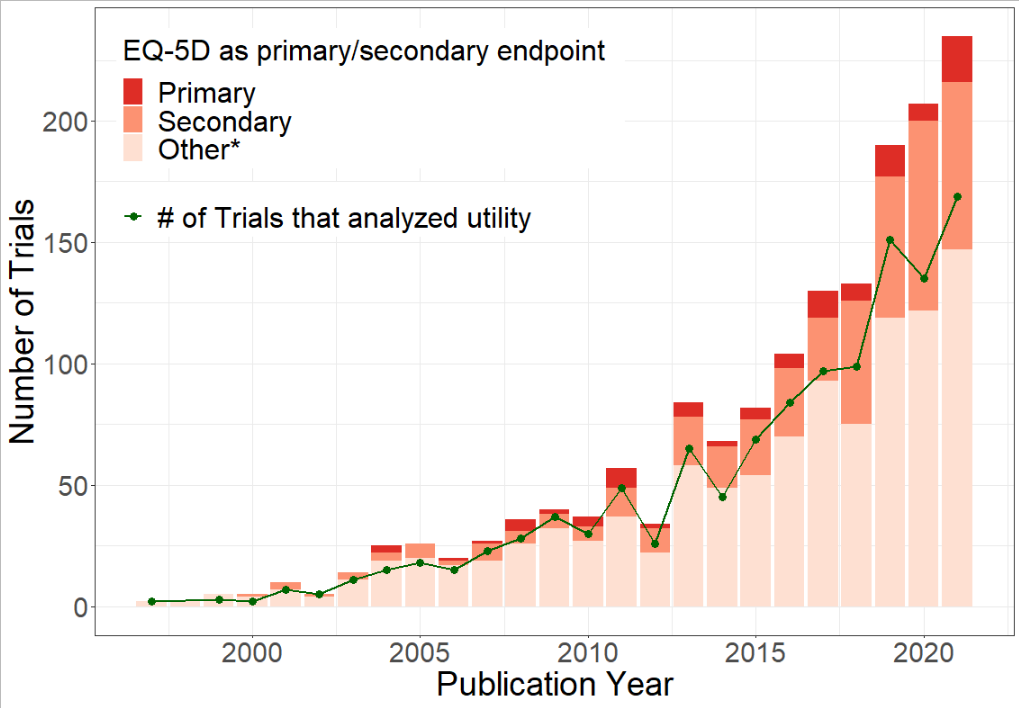 EQ-5D as primary/secondary endpoint
Primary
Secondary
Other*
# of Trials that analyzed utility
Number of Trials
200
150
100
50
0
2000 2005 2010 2015 2020
Publication Year